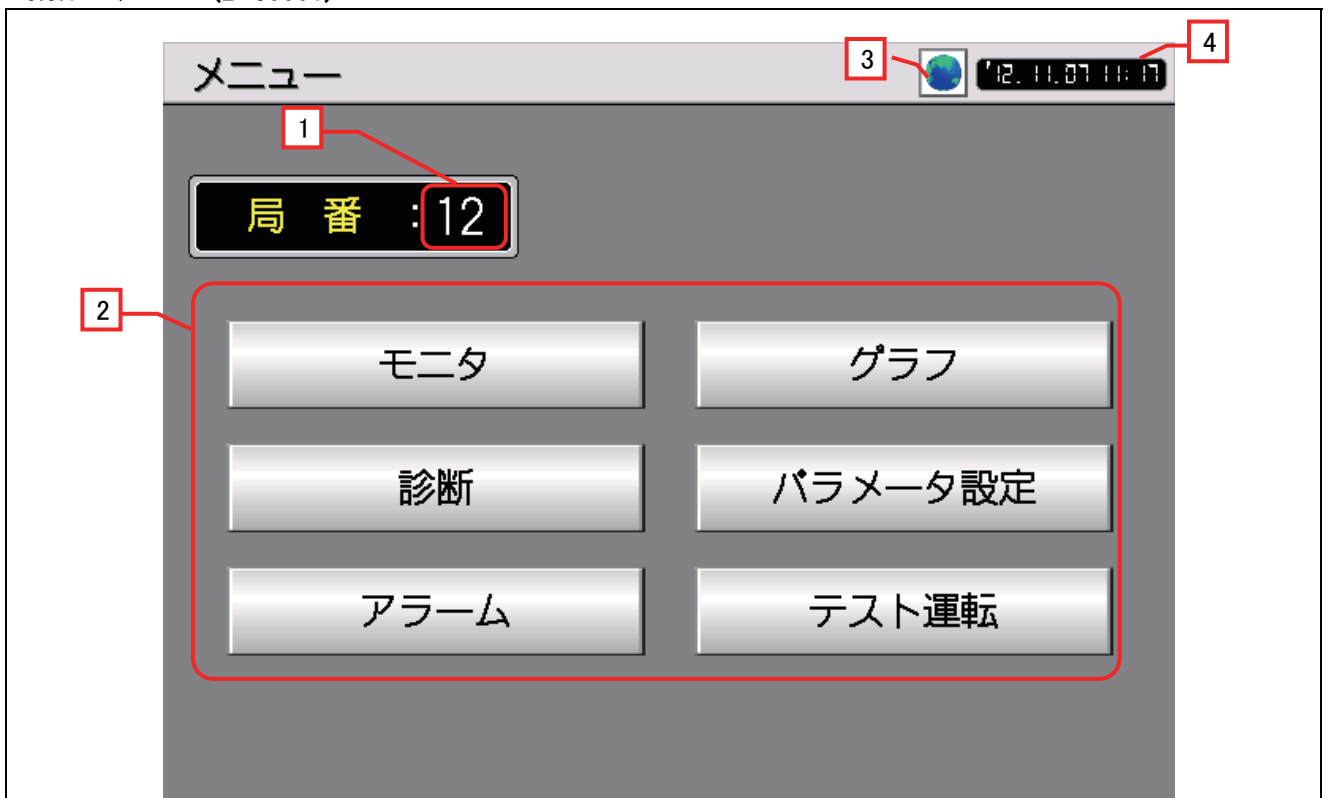 メニュー
3
4
'12. 11.07 11:17
1
局 番 :12
2
モニタ
グラフ
診断
パラメータ設定
アラーム
テスト運転